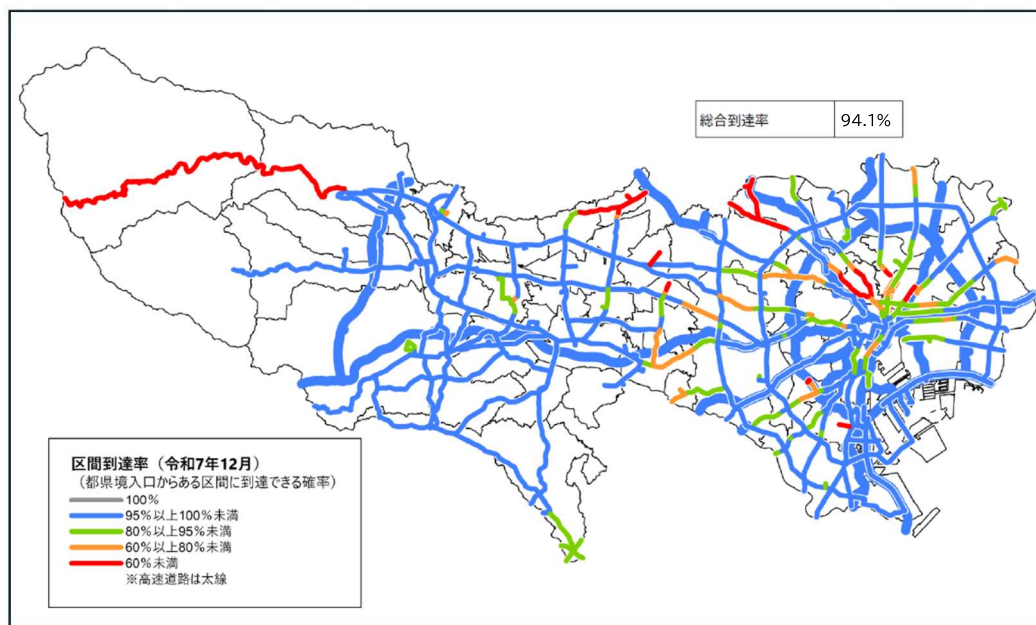 総合到達率 94.1%
区間到達率（令和7年12月）
（都県境入口からある区間に到達できる確率）
100%
95%以上100%未満
80%以上95%未満
60%以上80%未満
60%未満
※高速道路は太線